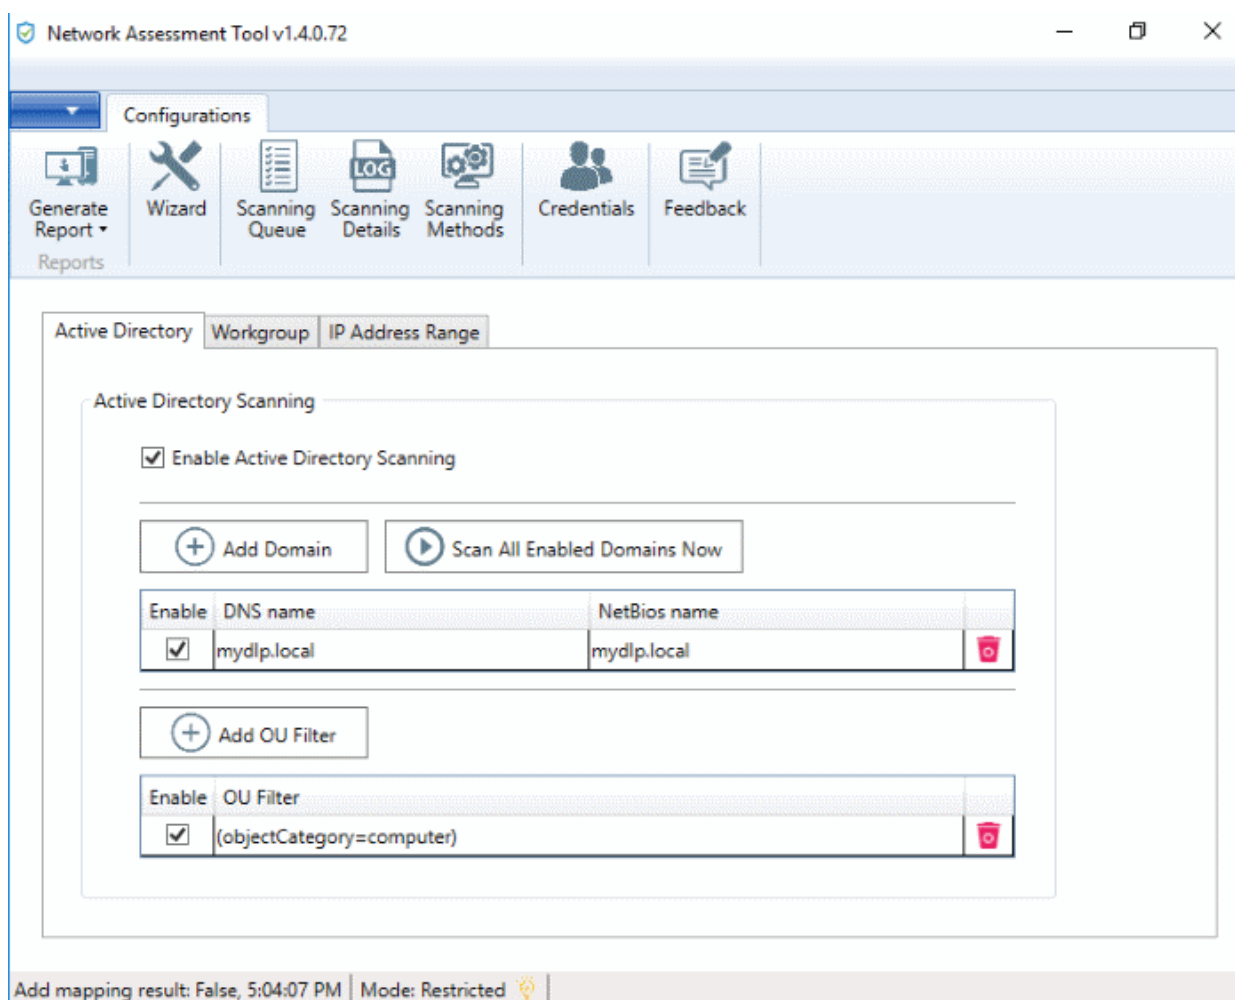 Network Assessment Tool v1.4.0.72
Configurations
Generate Report
Wizard
Scanning Queue
LOG
Scanning Details
Scanning Methods
Credentials
Feedback
Reports
Active Directory
Workgroup
IP Address Range
Active Directory Scanning
Enable Active Directory Scanning
Add Domain
Scan All Enabled Domains Now
Enable DNS name NetBios name
mydlp.local mydlp.local
Add OU Filter
Enable OU Filter
(objectCategory=computer)
Add mapping result: False, 5:04:07 PM
Mode: Restricted